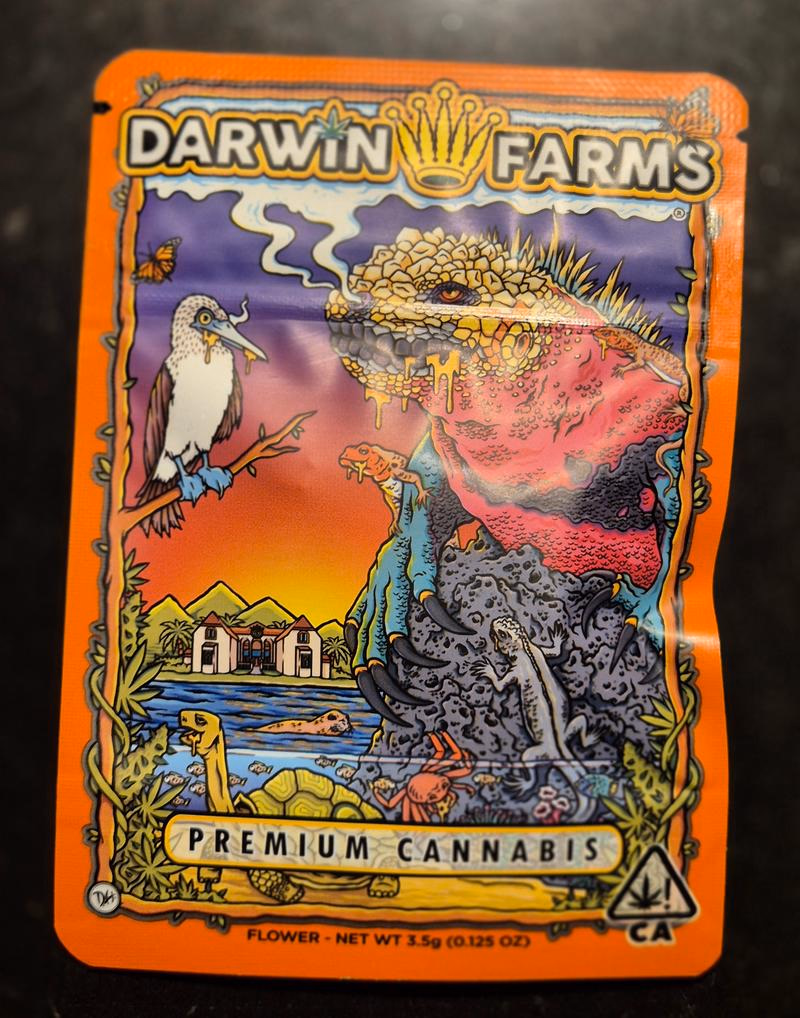 DARWIN FARMS
®
PREMIUM CANNABIS
CA
FLOWER - NET WT 3.5g (0.125 OZ)